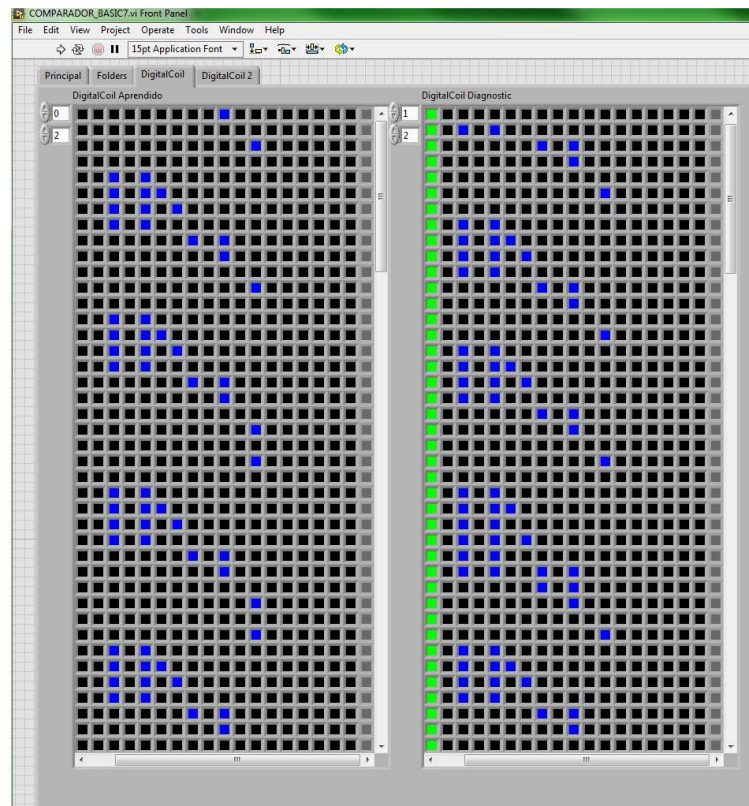 COMPARADOR_BASIC7.vi Front Panel
File Edit View Project Operate Tools Window Help
15pt Application Font
Principal Folders DigitalCoil DigitalCoil 2
DigitalCoil Aprendido DigitalCoil Diagnostic
0 1
2 2